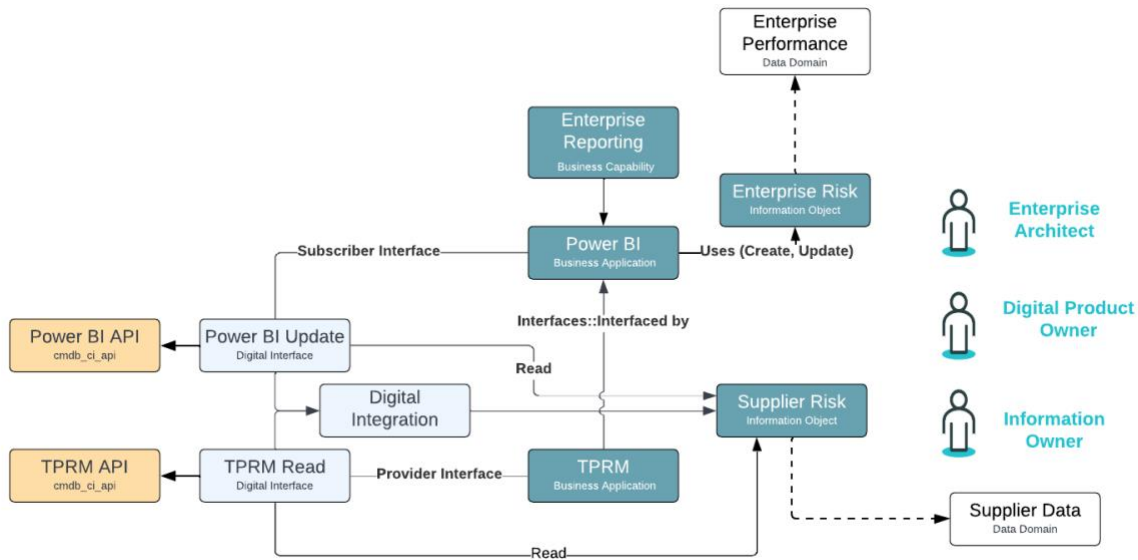 Enterprise
Performance
Data Domain
Enterprise
Reporting
Business Capability
Enterprise Risk
Information Object
Enterprise
Architect
Subscriber Interface
Power BI
Business Application
Uses (Create, Update)
Digital Product
Owner
Interfaces::Interfaced by
Power BI API
cmdb_ci_api
Power BI Update
Digital Interface
Read
Digital
Integration
Supplier Risk
Information Object
Information
Owner
TPRM API
cmdb_ci_api
TPRM Read
Digital Interface
Provider Interface
TPRM
Business Application
Supplier Data
Data Domain
Read